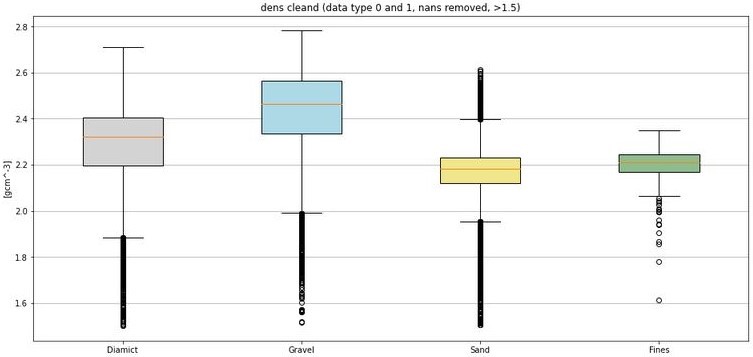 dens cleand (data type 0 and 1, nans removed, >1.5)
[gcm^-3]
2.8
2.6
2.4
2.2
2.0
1.8
1.6
Diamict Gravel Sand Fines